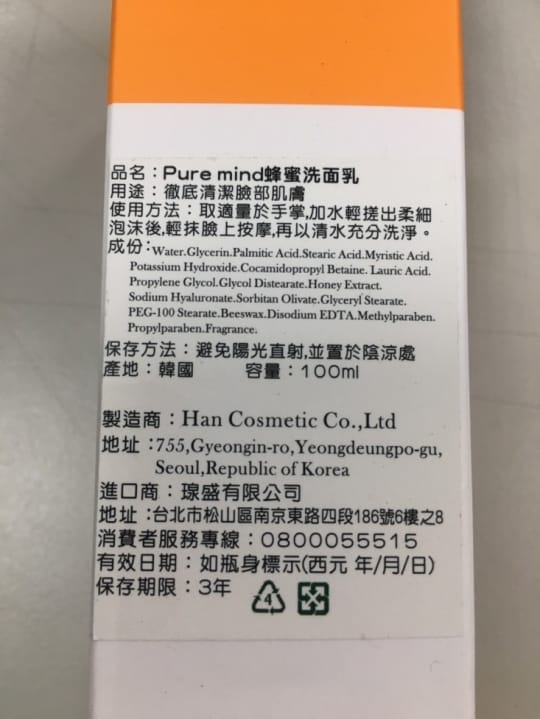 品名：Pure mind蜂蜜洗面乳
用途：徹底清潔臉部肌膚
使用方法：取適量於手掌,加水輕搓出柔細
泡沫後,輕抹臉上按摩,再以清水充分洗淨。
成份:Water.Glycerin.Palmitic Acid.Stearic Acid.Myristic Acid.
Potassium Hydroxide.Cocamidopropyl Betaine. Lauric Acid.
Propylene Glycol.Glycol Distearate.Honey Extract.
Sodium Hyaluronate.Sorbitan Olivate.Glyceryl Stearate.
PEG-100 Stearate.Beeswax.Disodium EDTA.Methylparaben.
Propylparaben.Fragrance.
保存方法：避免陽光直射,並置於陰涼處
產地：韓國 容量：100ml
製造商：Han Cosmetic Co.,Ltd
地址：755,Gyeongin-ro,Yeongdeungpo-gu,
Seoul,Republic of Korea
進口商：瑔盛有限公司
地址：台北市松山區南京東路四段186號6樓之8
消費者服務專線：0800055515
有效日期：如瓶身標示(西元 年/月/日)
保存期限：3年
4